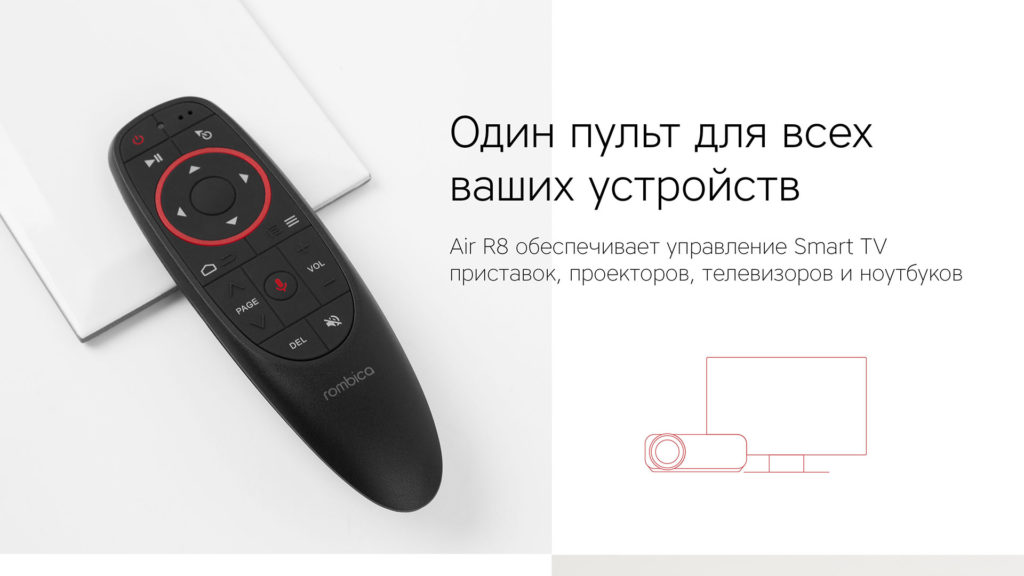 Один пульт для всех
ваших устройств
Air R8 обеспечивает управление Smart TV
приставок, проекторов, телевизоров и ноутбуков
VOL
PAGE
DEL
rombica